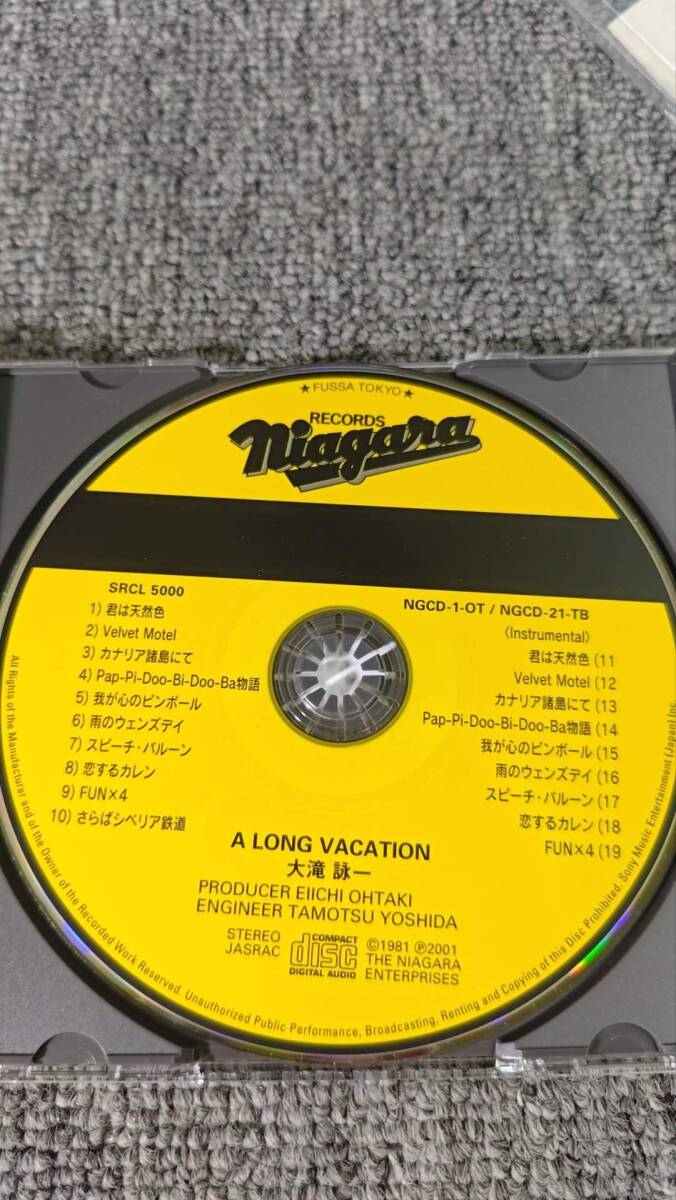 ★ FUSSA TOKYO ★
RECORDS
Niagara
SRCL 5000
1) 君は天然色
2) Velvet Motel
3) カナリア諸島にて
4) Pap-Pi-Doo-Bi-Doo-Ba物語
5) 我が心のピンボール
6) 雨のウェンズデイ
7) スピーチ・バルーン
8) 恋するカレン
9) FUN×4
10) さらばシベリア鉄道
NGCD-1-OT / NGCD-21-TB
〈Instrumental〉
君は天然色 (11
Velvet Motel (12
カナリア諸島にて (13
Pap-Pi-Doo-Bi-Doo-Ba物語 (14
我が心のピンボール (15
雨のウェンズデイ (16
スピーチ・バルーン (17
恋するカレン (18
FUN×4 (19
A LONG VACATION
大滝 詠一
PRODUCER EIICHI OHTAKI
ENGINEER TAMOTSU YOSHIDA
STEREO
JASRAC
COMPACT
disc
DIGITAL AUDIO
©1981 ℗2001
THE NIAGARA
ENTERPRISES
All Rights of the Manufacturer and of the Owner of the Recorded Work Reserved. Unauthorized Public Performance, Broadcasting, Renting and Copying of this Disc Prohibited. Sony Music Entertainment (Japan) Inc.